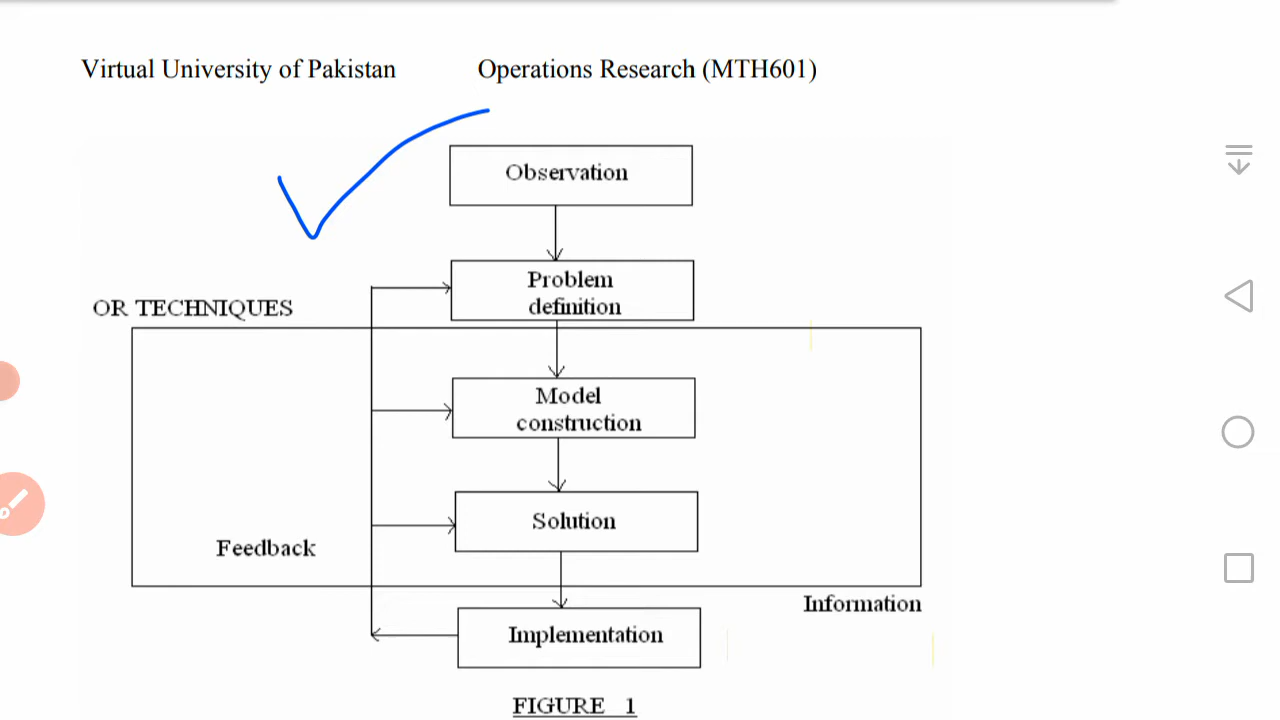 Virtual University of Pakistan Operations Research (MTH601)
Observation
Problem
definition
OR TECHNIQUES
Model
construction
Solution
Feedback
Information
Implementation
FIGURE 1